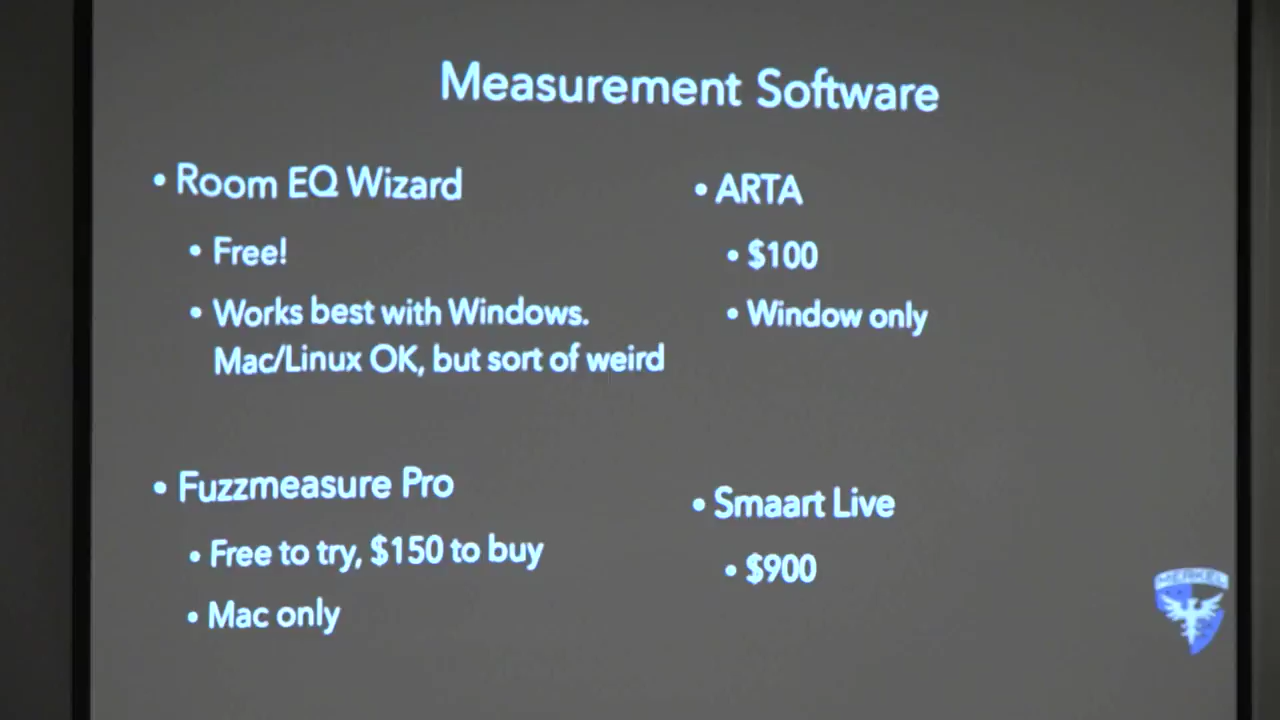 Measurement Software
• Room EQ Wizard
• Free!
• Works best with Windows.
Mac/Linux OK, but sort of weird
• ARTA
• $100
• Window only
• Fuzzmeasure Pro
• Free to try, $150 to buy
• Mac only
• Smaart Live
• $900
MERKEL